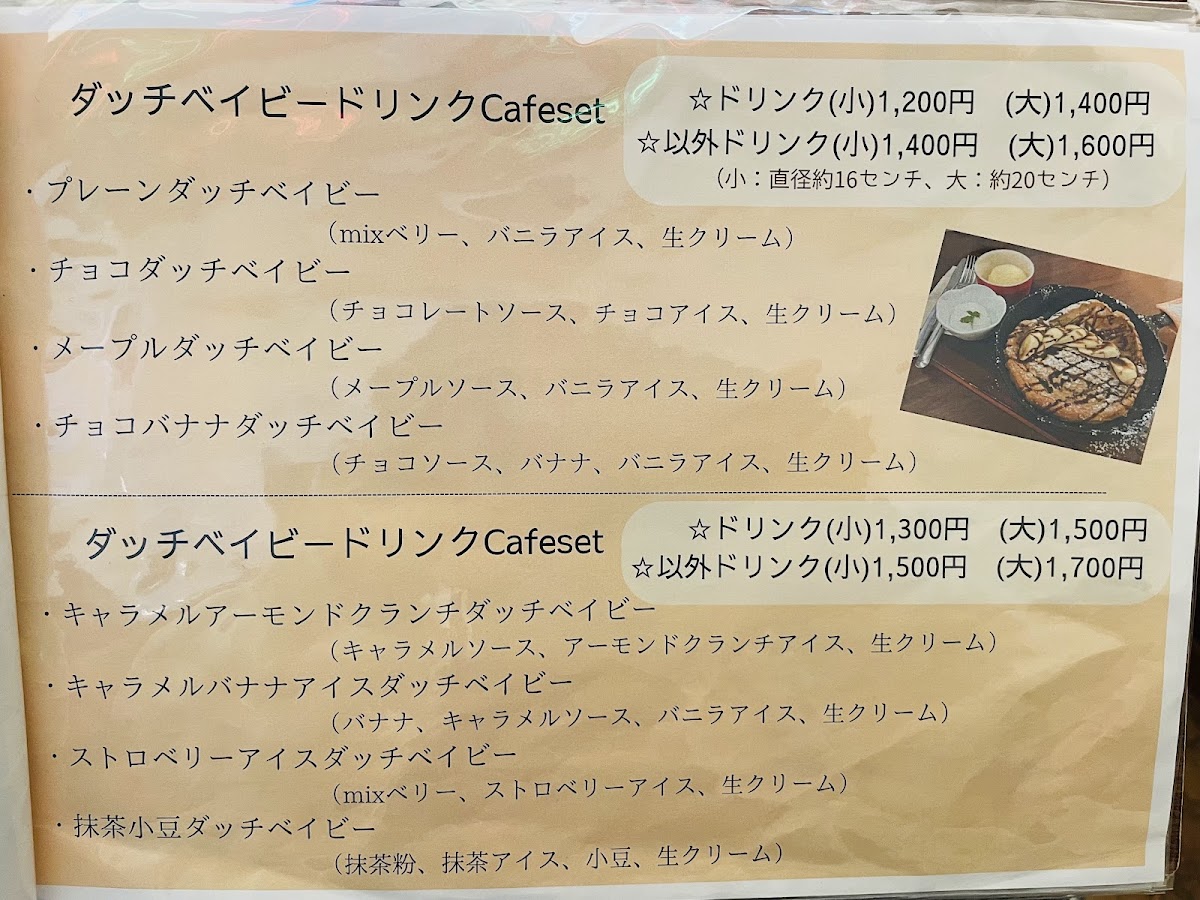 ダッチベイビードリンクCafeset
☆ドリンク(小)1,200円　(大)1,400円
☆以外ドリンク(小)1,400円　(大)1,600円
（小：直径約16センチ、大：約20センチ）
・プレーンダッチベイビー
（mixベリー、バニラアイス、生クリーム）
・チョコダッチベイビー
（チョコレートソース、チョコアイス、生クリーム）
・メープルダッチベイビー
（メープルソース、バニラアイス、生クリーム）
・チョコバナナダッチベイビー
（チョコソース、バナナ、バニラアイス、生クリーム）
ダッチベイビードリンクCafeset
☆ドリンク(小)1,300円　(大)1,500円
☆以外ドリンク(小)1,500円　(大)1,700円
・キャラメルアーモンドクランチダッチベイビー
（キャラメルソース、アーモンドクランチアイス、生クリーム）
・キャラメルバナナアイスダッチベイビー
（バナナ、キャラメルソース、バニラアイス、生クリーム）
・ストロベリーアイスダッチベイビー
（mixベリー、ストロベリーアイス、生クリーム）
・抹茶小豆ダッチベイビー
（抹茶粉、抹茶アイス、小豆、生クリーム）